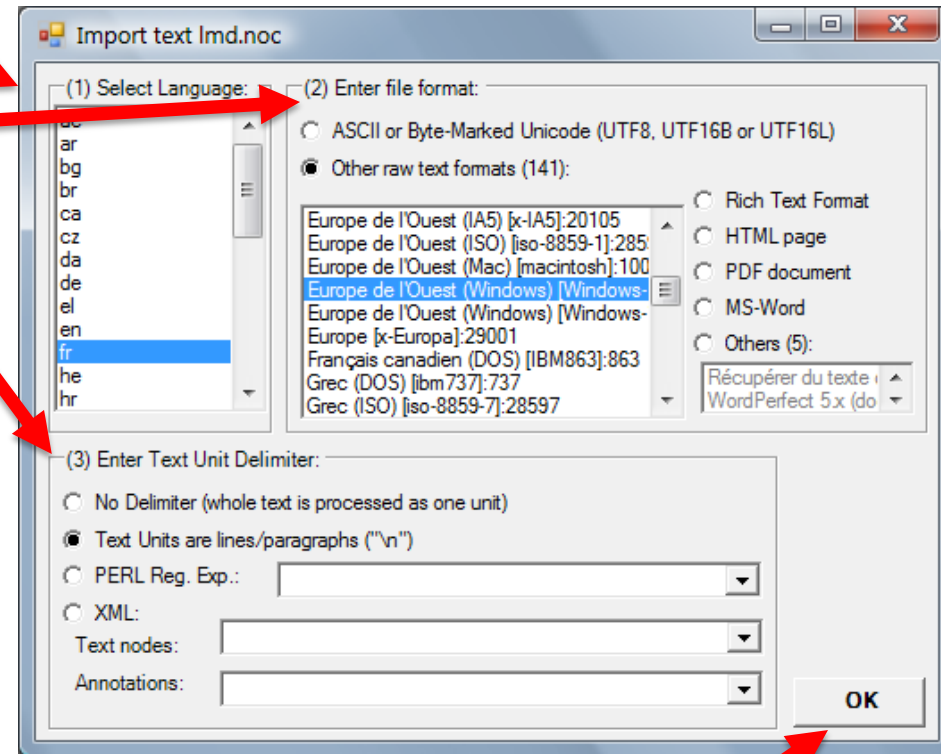 Import text lmd.noc
(1) Select Language:
ar
bg
br
ca
cz
da
de
el
en
fr
he
hr
(2) Enter file format:
ASCII or Byte-Marked Unicode (UTF8, UTF16B or UTF16L)
Other raw text formats (141):
Europe de l'Ouest (IA5) [x-IA5]:20105
Europe de l'Ouest (ISO) [iso-8859-1]:285
Europe de l'Ouest (Mac) [macintosh]:100
Europe de l'Ouest (Windows) [Windows-
Europe de l'Ouest (Windows) [Windows-
Europe [x-Europa]:29001
Français canadien (DOS) [IBM863]:863
Grec (DOS) [ibm737]:737
Grec (ISO) [iso-8859-7]:28597
Rich Text Format
HTML page
PDF document
MS-Word
Others (5):
Récupérer du texte
WordPerfect 5.x (do
(3) Enter Text Unit Delimiter:
No Delimiter (whole text is processed as one unit)
Text Units are lines/paragraphs ("\n")
PERL Reg. Exp.:
XML:
Text nodes:
Annotations:
OK